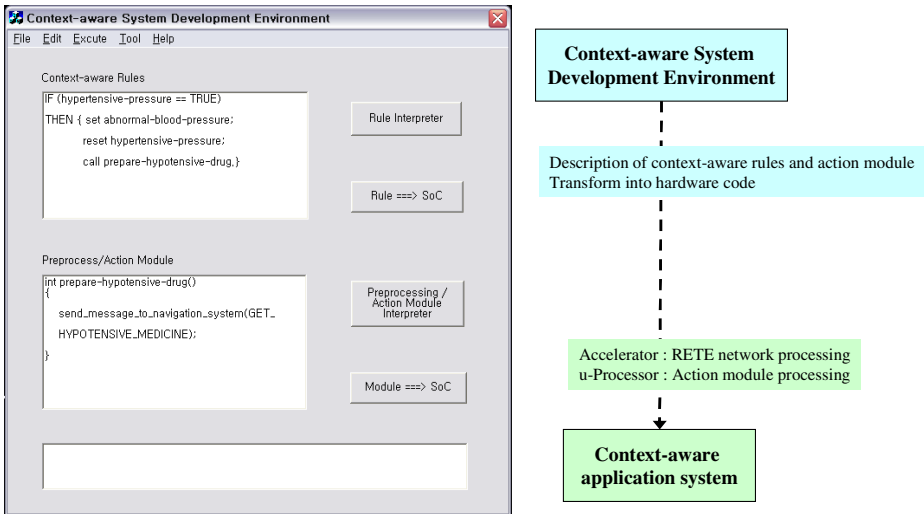 Context-aware System Development Environment
File Edit Excute Tool Help
Context-aware Rules
IF (hypertensive-pressure == TRUE)
THEN { set abnormal-blood-pressure;
reset hypertensive-pressure;
call prepare-hypotensive-drug,}
Rule Interpreter
Rule ===> SoC
Preprocess/Action Module
int prepare-hypotensive-drug()
{
send_message_to_navigation_system(GET_
HYPOTENSIVE_MEDICINE);
}
Preprocessing /
Action Module
Interpreter
Module ===> SoC
Context-aware System
Development Environment
Description of context-aware rules and action module
Transform into hardware code
Accelerator : RETE network processing
u-Processor : Action module processing
Context-aware
application system